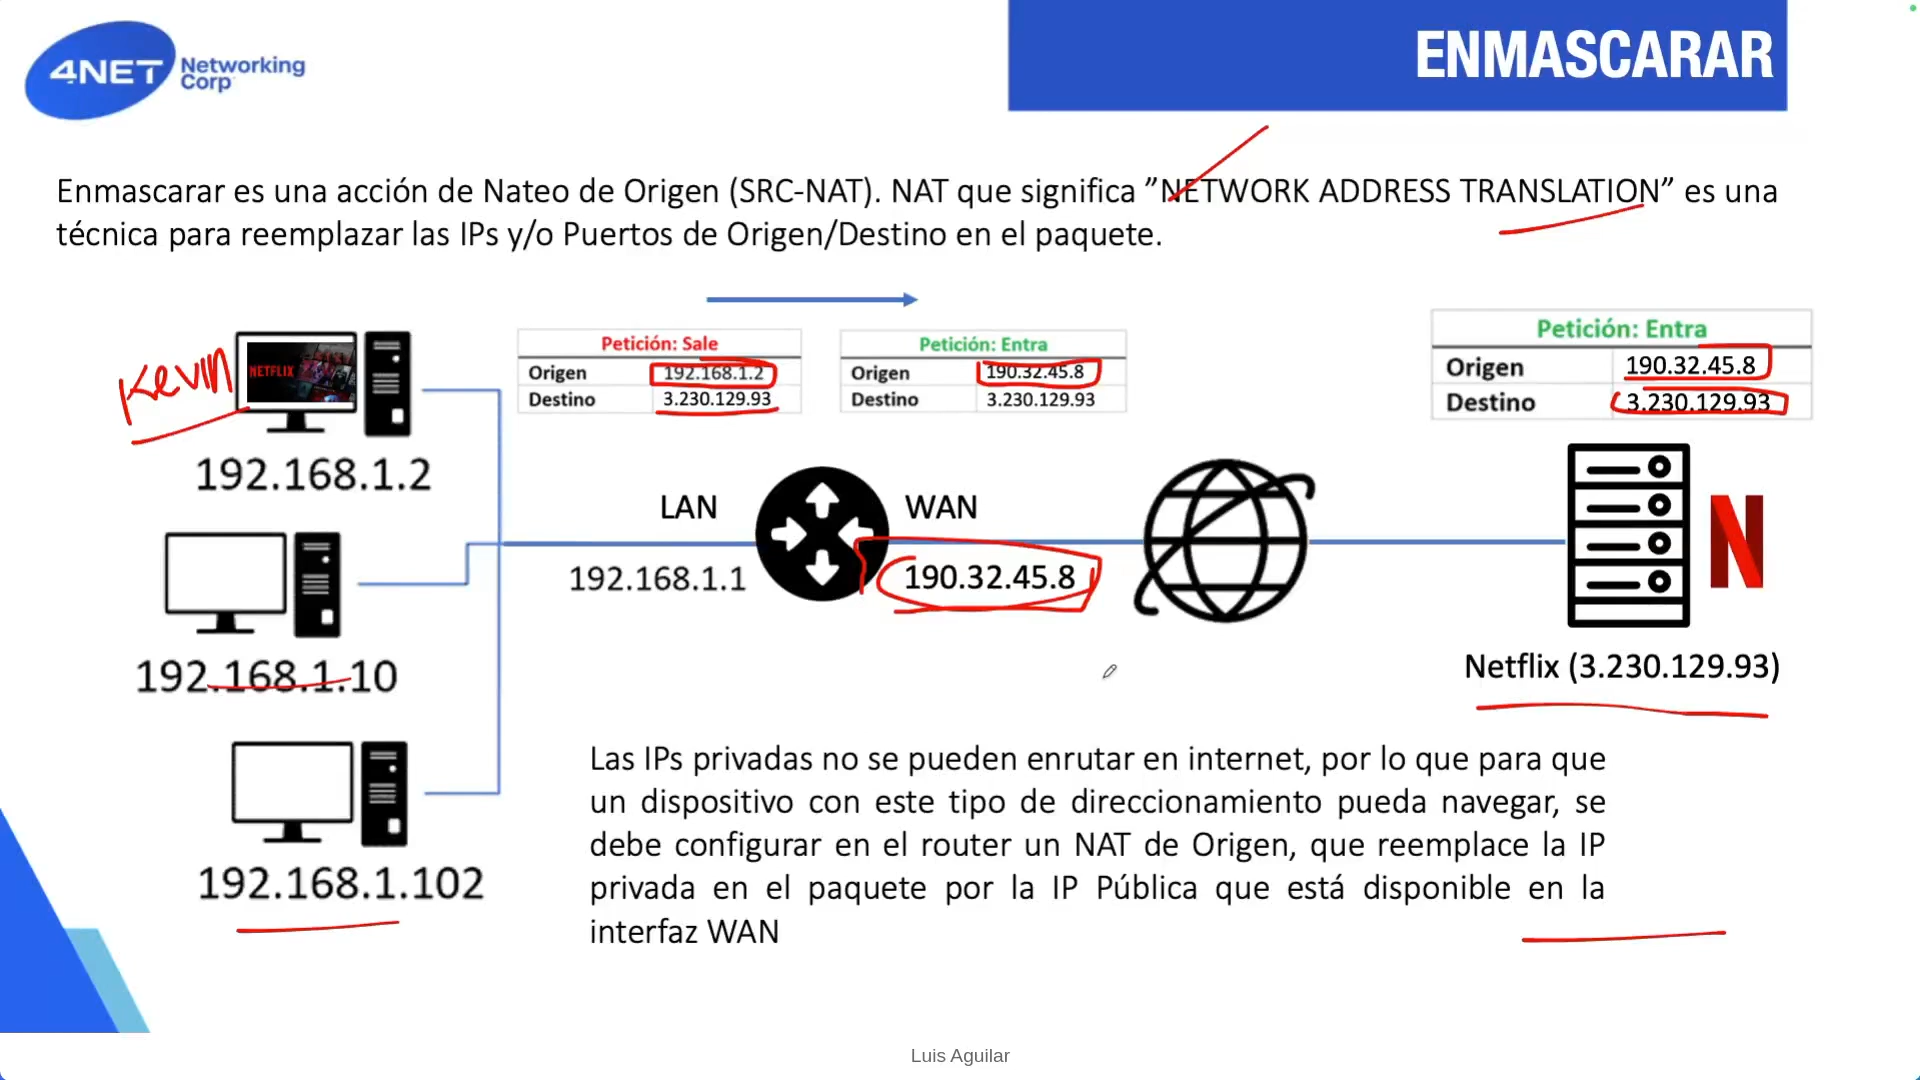 4NET Networking
Corp
ENMASCARAR
Enmascarar es una acción de Nateo de Origen (SRC-NAT). NAT que significa ”NETWORK ADDRESS TRANSLATION” es una
técnica para reemplazar las IPs y/o Puertos de Origen/Destino en el paquete.
Petición: Sale
Origen 192.168.1.2
Destino 3.230.129.93
Petición: Entra
Origen 190.32.45.8
Destino 3.230.129.93
Petición: Entra
Origen 190.32.45.8
Destino 3.230.129.93
Kevin
NETFLIX
192.168.1.2
LAN
WAN
192.168.1.1
190.32.45.8
N
192.168.1.10
Netflix (3.230.129.93)
192.168.1.102
Las IPs privadas no se pueden enrutar en internet, por lo que para que
un dispositivo con este tipo de direccionamiento pueda navegar, se
debe configurar en el router un NAT de Origen, que reemplace la IP
privada en el paquete por la IP Pública que está disponible en la
interfaz WAN
Luis Aguilar